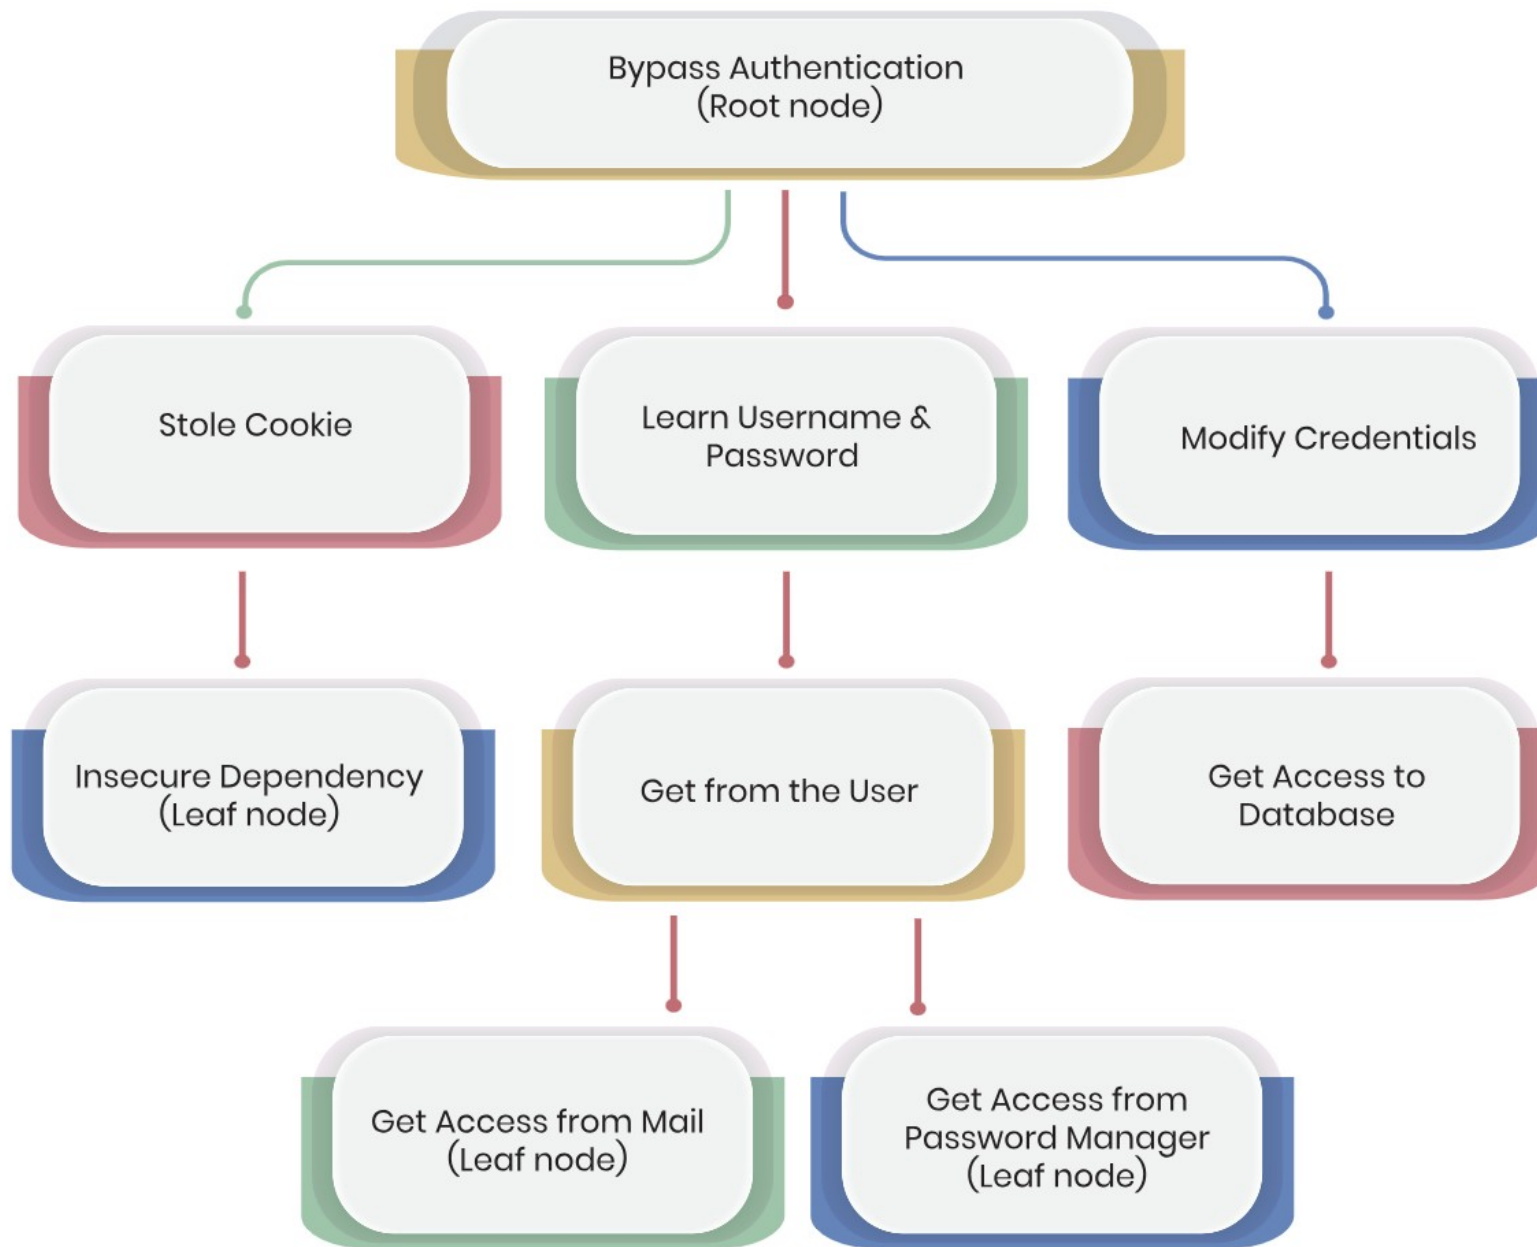 Bypass Authentication
(Root node)
Stole Cookie
Learn Username &
Password
Modify Credentials
Insecure Dependency
(Leaf node)
Get from the User
Get Access to
Database
Get Access from Mail
(Leaf node)
Get Access from
Password Manager
(Leaf node)